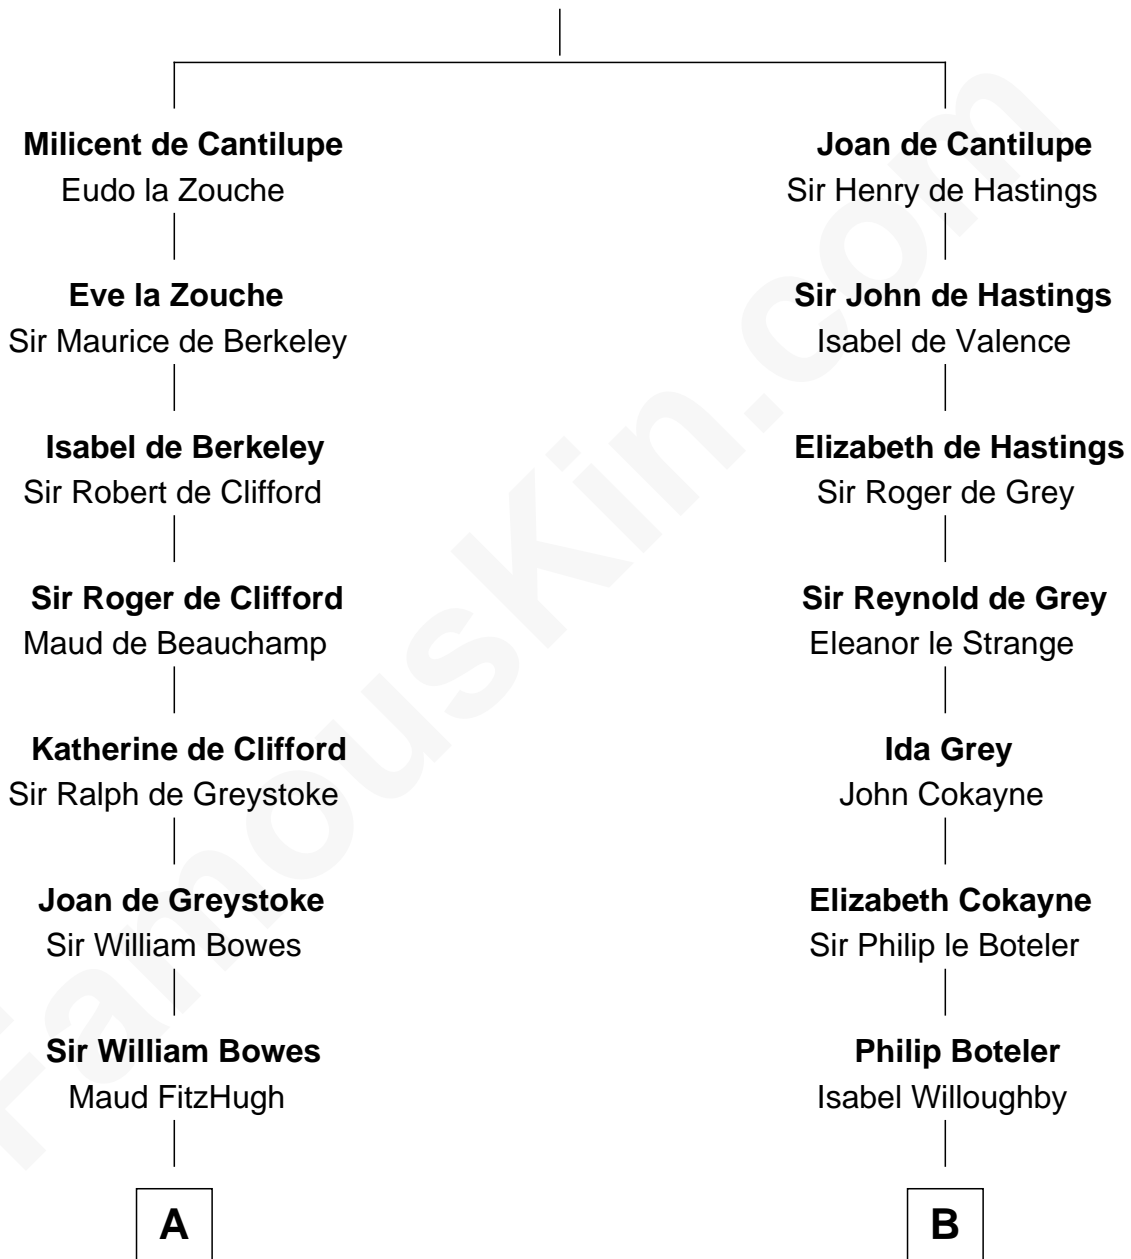 Milicent de Cantilupe
Eudo la Zouche
Eve la Zouche
Sir Maurice de Berkeley
Isabel de Berkeley
Sir Robert de Clifford
Sir Roger de Clifford
Maud de Beauchamp
Katherine de Clifford
Sir Ralph de Greystoke
Joan de Greystoke
Sir William Bowes
Sir William Bowes
Maud FitzHugh
A
Joan de Cantilupe
Sir Henry de Hastings
Sir John de Hastings
Isabel de Valence
Elizabeth de Hastings
Sir Roger de Grey
Sir Reynold de Grey
Eleanor le Strange
Ida Grey
John Cokayne
Elizabeth Cokayne
Sir Philip le Boteler
Philip Boteler
Isabel Willoughby
B
FamousKin.com